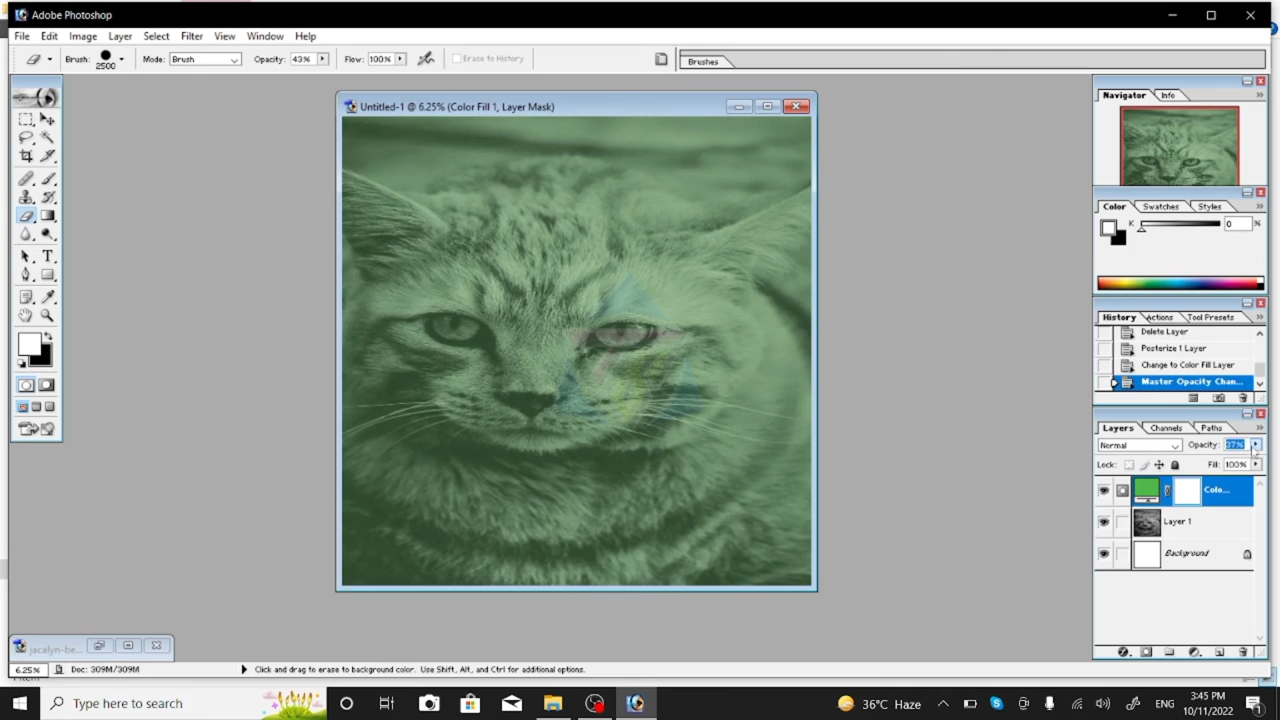 Adobe Photoshop
File Edit Image Layer Select Filter View Window Help
Brush: 2500 Mode: Brush Opacity: 43% Flow: 100% Erase to History Brushes
Untitled-1 @ 6.25% (Color Fill 1, Layer Mask)
Navigator Info
Color Swatches Styles
K 0 %
History Actions Tool Presets
Delete Layer
Posterize 1 Layer
Change to Color Fill Layer
Master Opacity Chan...
Layers Channels Paths
Normal Opacity: 37%
Lock: Fill: 100%
Colo...
Layer 1
Background
jacalyn-be...
6.25% Doc: 309M/309M Click and drag to erase to background color. Use Shift, Alt, and Ctrl for additional options.
Type here to search
36°C Haze
ENG
3:45 PM
10/11/2022
1